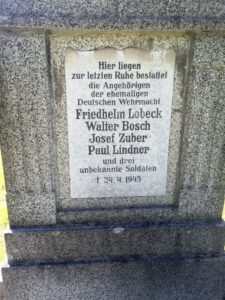 Hier liegen
zur letzten Ruhe bestattet
die Angehörigen
der ehemaligen
Deutschen Wehrmacht
Friedhelm Lobeck
Walter Bosch
Josef Zuber
Paul Lindner
und drei
unbekannte Soldaten
† 24.4.1945